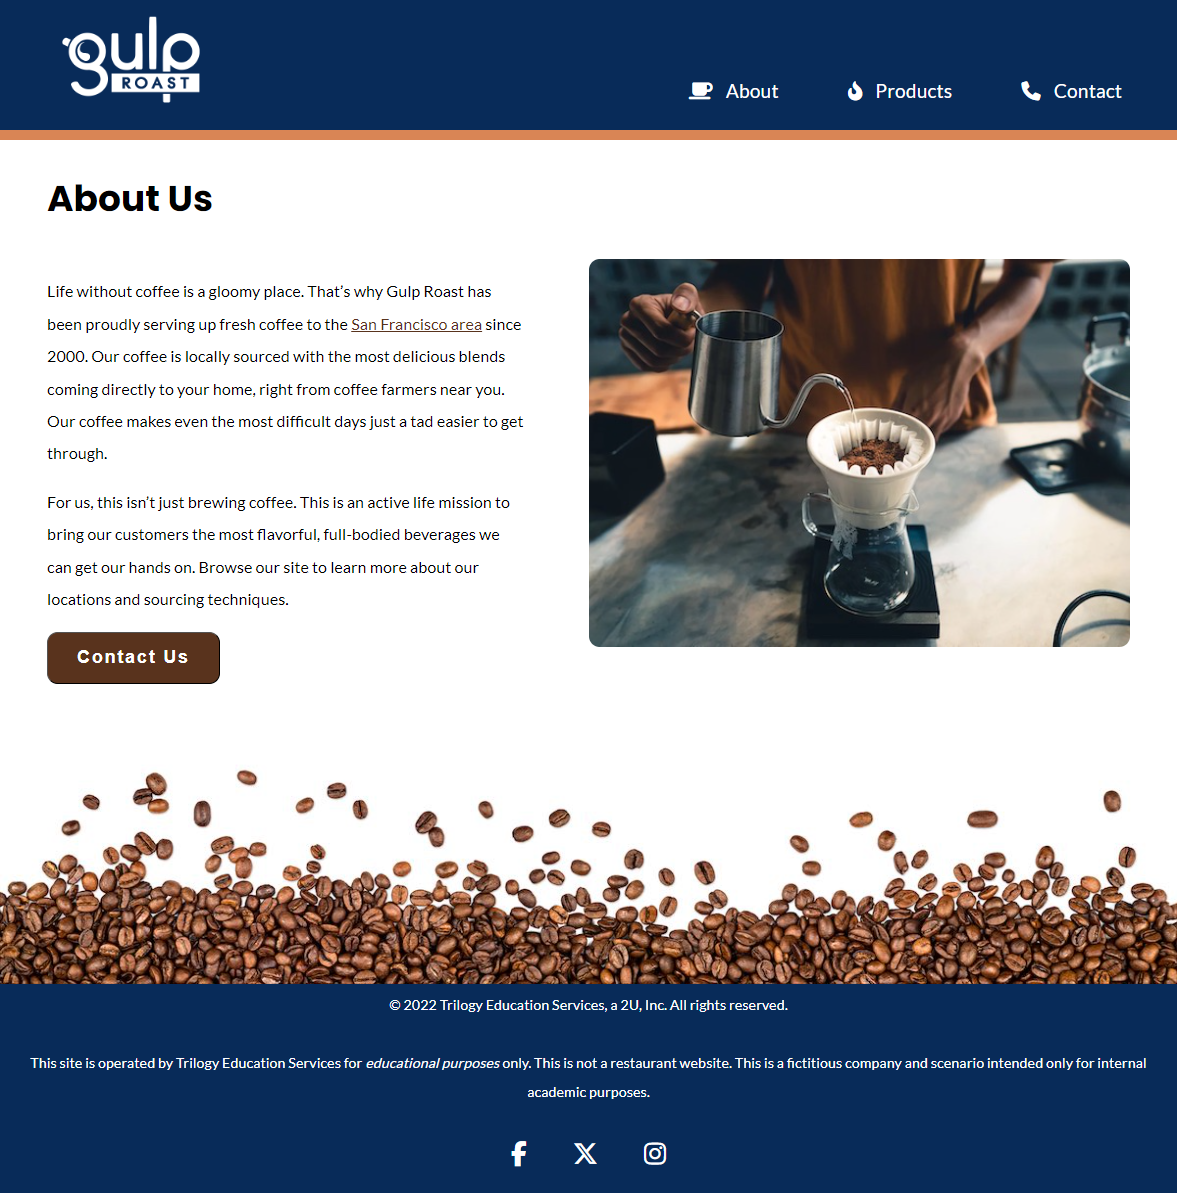 gulp
ROAST
About
Products
Contact
About Us
Life without coffee is a gloomy place. That’s why Gulp Roast has
been proudly serving up fresh coffee to the San Francisco area since
2000. Our coffee is locally sourced with the most delicious blends
coming directly to your home, right from coffee farmers near you.
Our coffee makes even the most difficult days just a tad easier to get
through.
For us, this isn’t just brewing coffee. This is an active life mission to
bring our customers the most flavorful, full-bodied beverages we
can get our hands on. Browse our site to learn more about our
locations and sourcing techniques.
Contact Us
© 2022 Trilogy Education Services, a 2U, Inc. All rights reserved.
This site is operated by Trilogy Education Services for educational purposes only. This is not a restaurant website. This is a fictitious company and scenario intended only for internal
academic purposes.